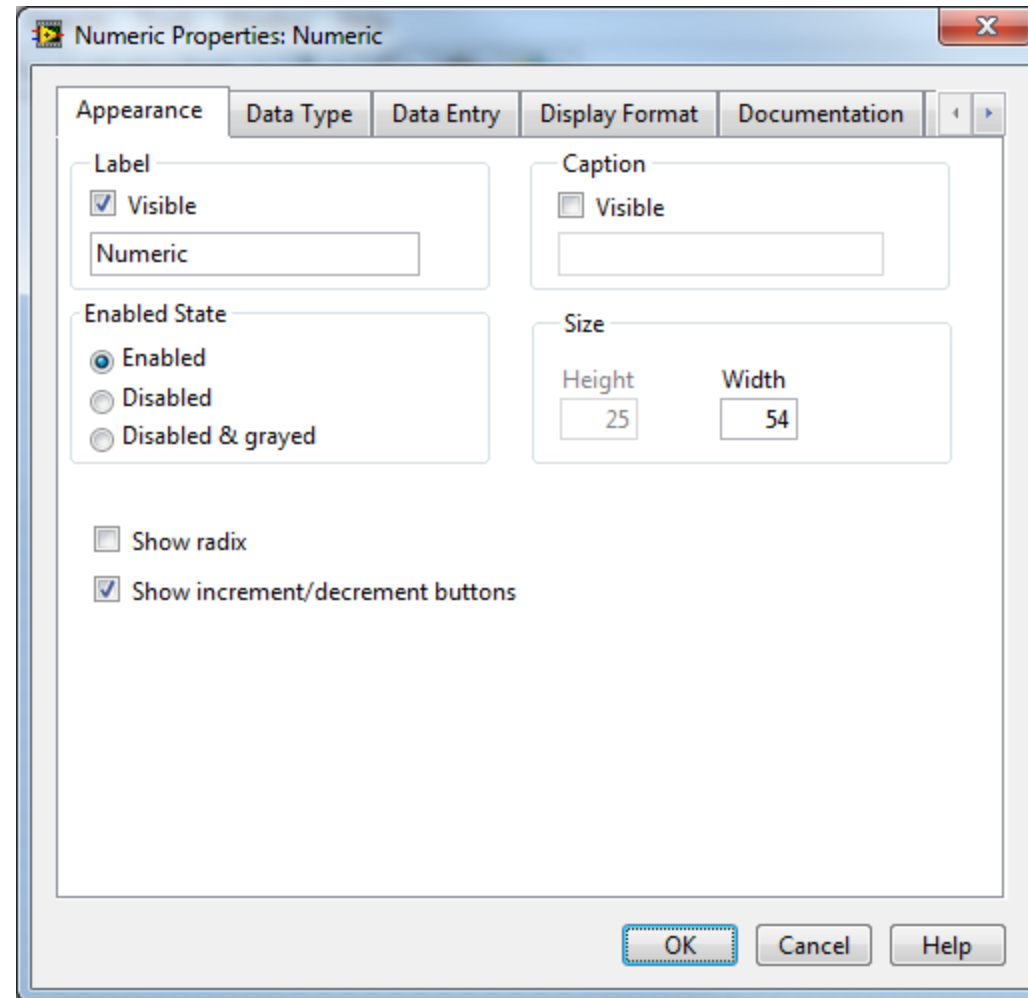 Numeric Properties: Numeric
Appearance
Data Type
Data Entry
Display Format
Documentation
Label
Visible
Numeric
Caption
Visible
Enabled State
Enabled
Disabled
Disabled & grayed
Size
Height
Width
25
54
Show radix
Show increment/decrement buttons
OK
Cancel
Help